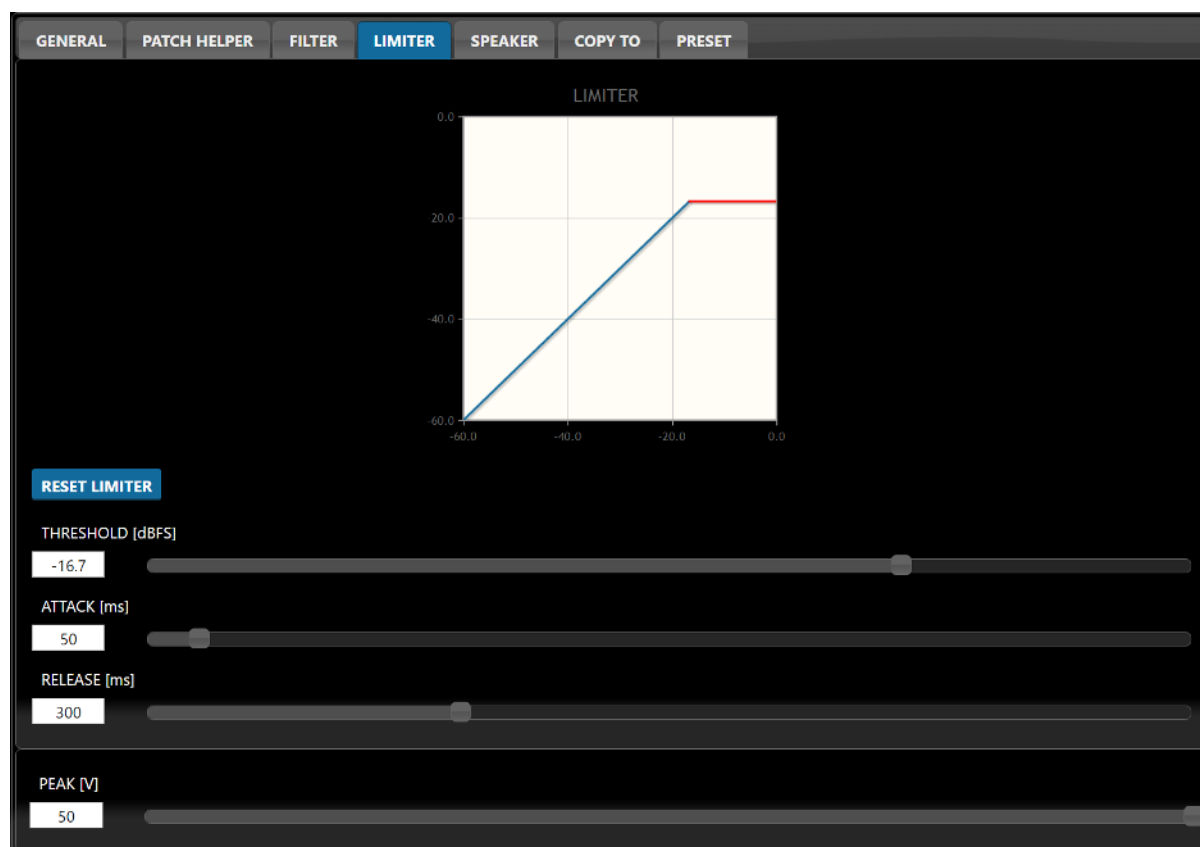 GENERAL PATCH HELPER FILTER LIMITER SPEAKER COPY TO PRESET
LIMITER
0.0
20.0
-40.0
-60.0
-60.0 -40.0 -20.0 0.0
RESET LIMITER
THRESHOLD [dBFS]
-16.7
ATTACK [ms]
50
RELEASE [ms]
300
PEAK [V]
50